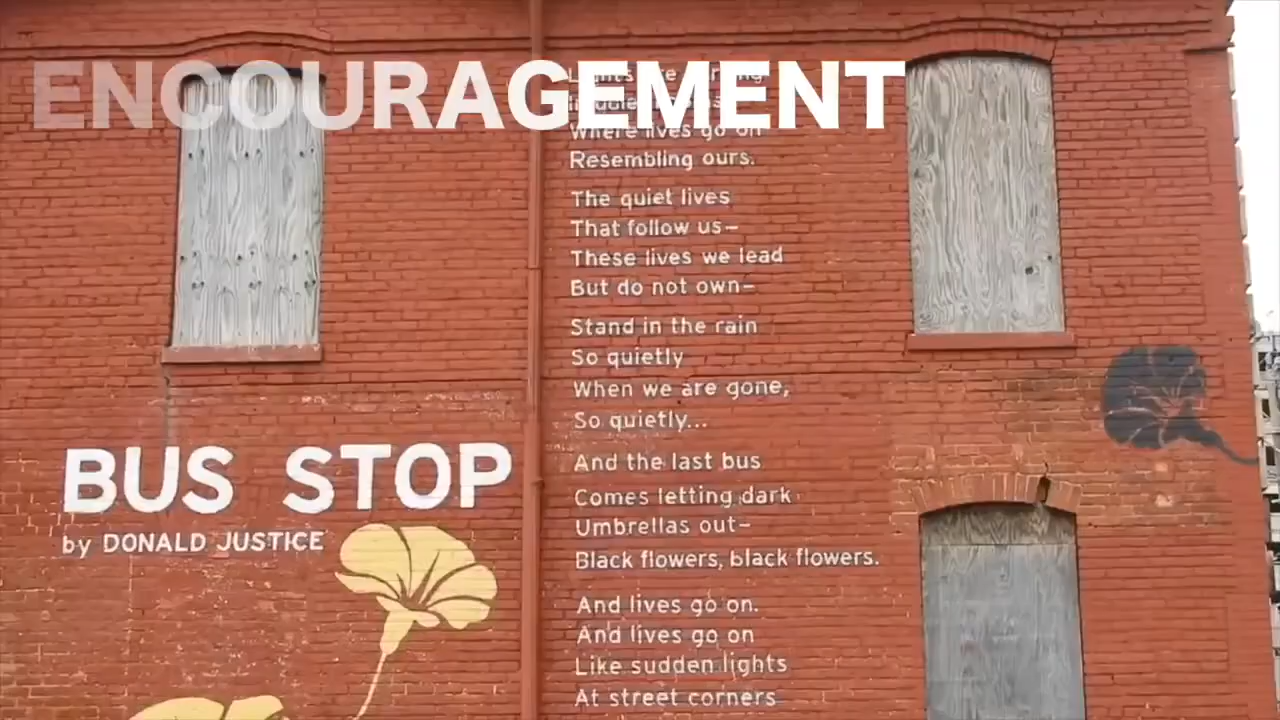 ENCOURAGEMENT
Lights are burning
Where lives go on
Resembling ours.
The quiet lives
That follow us–
These lives we lead
But do not own–
Stand in the rain
So quietly
When we are gone,
So quietly...
And the last bus
Comes letting dark
Umbrellas out–
Black flowers, black flowers.
And lives go on.
And lives go on
Like sudden lights
At street corners
BUS STOP
by DONALD JUSTICE